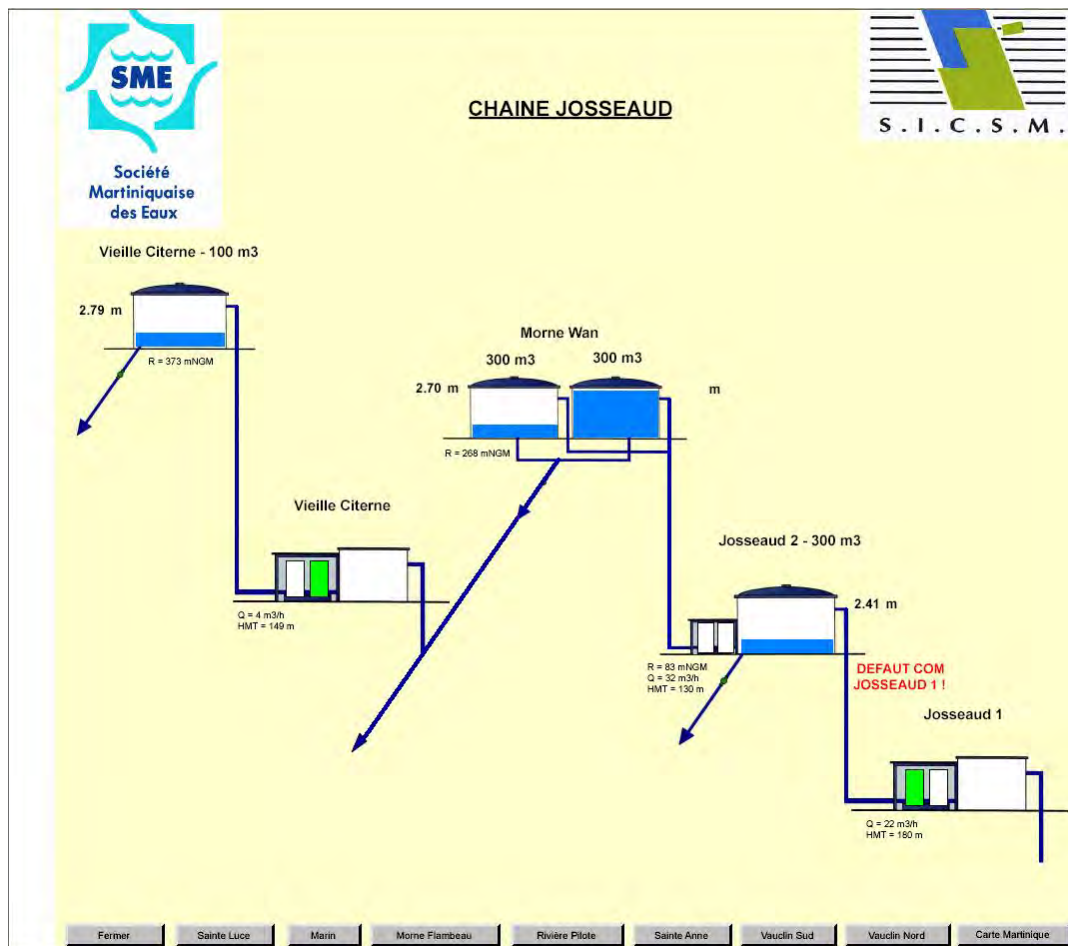 SME
Société
Martiniquaise
des Eaux
CHAINE JOSSEAUD
S.I.C.S.M.
Vieille Citerne - 100 m3
2.79 m
R = 373 mNGM
Morne Wan
300 m3
300 m3
2.70 m
m
R = 268 mNGM
Vieille Citerne
Q = 4 m3/h
HMT = 149 m
Josseaud 2 - 300 m3
2.41 m
R = 83 mNGM
Q = 32 m3/h
HMT = 130 m
DEFAUT COM
JOSSEAUD 1 !
Josseaud 1
Q = 22 m3/h
HMT = 180 m
Fermer
Sainte Luce
Marin
Morne Flambeau
Rivière Pilote
Sainte Anne
Vauclin Sud
Vauclin Nord
Carte Martinique